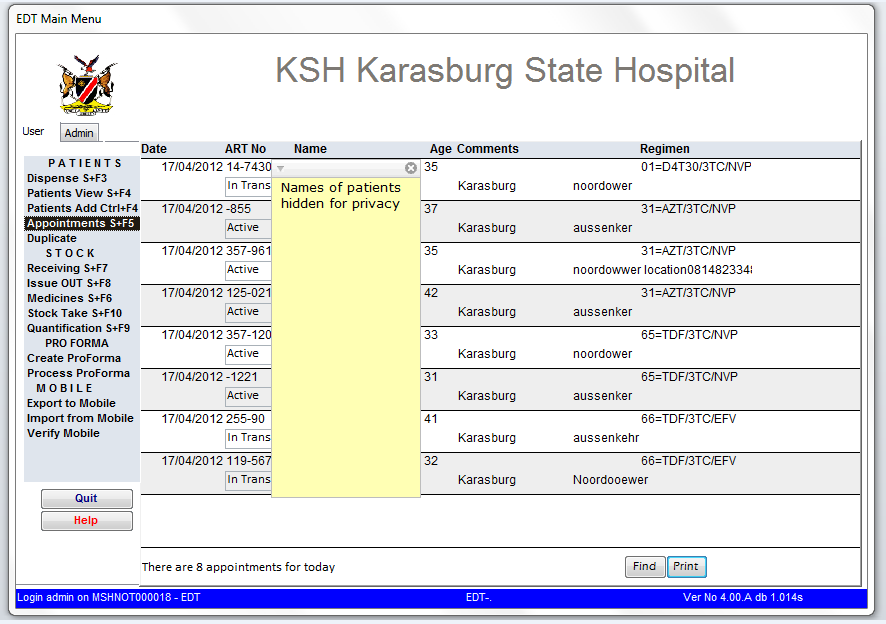 EDT Main Menu
KSH Karasburg State Hospital
User Admin
PATIENTS
Dispense S+F3
Patients View S+F4
Patients Add Ctrl+F4
Appointments S+F5
Duplicate
STOCK
Receiving S+F7
Issue OUT S+F8
Medicines S+F6
Stock Take S+F10
Quantification S+F9
PRO FORMA
Create ProForma
Process ProForma
MOBILE
Export to Mobile
Import from Mobile
Verify Mobile
Quit
Help
Date ART No Name Age Comments Regimen
17/04/2012 14-7430 35 01=D4T30/3TC/NVP
In Trans Karasburg noordower
Names of patients
hidden for privacy
17/04/2012 -855 37 31=AZT/3TC/NVP
Active Karasburg aussenker
17/04/2012 357-961 35 31=AZT/3TC/NVP
Active Karasburg noordowwer location081482334
17/04/2012 125-021 42 31=AZT/3TC/NVP
Active Karasburg aussenker
17/04/2012 357-120 33 65=TDF/3TC/NVP
Active Karasburg noordower
17/04/2012 -1221 31 65=TDF/3TC/NVP
Active Karasburg aussenker
17/04/2012 255-90 41 66=TDF/3TC/EFV
In Trans Karasburg aussenkehr
17/04/2012 119-567 32 66=TDF/3TC/EFV
In Trans Karasburg Noordooewer
There are 8 appointments for today
Find Print
Login admin on MSHNOT000018 - EDT EDT-. Ver No 4.00.A db 1.014s